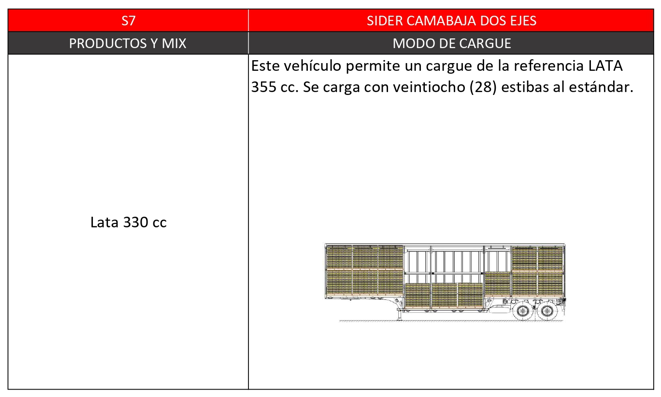 S7
SIDER CAMABAJA DOS EJES
PRODUCTOS Y MIX
MODO DE CARGUE
Este vehículo permite un cargue de la referencia LATA
355 cc. Se carga con veintiocho (28) estibas al estándar.
Lata 330 cc